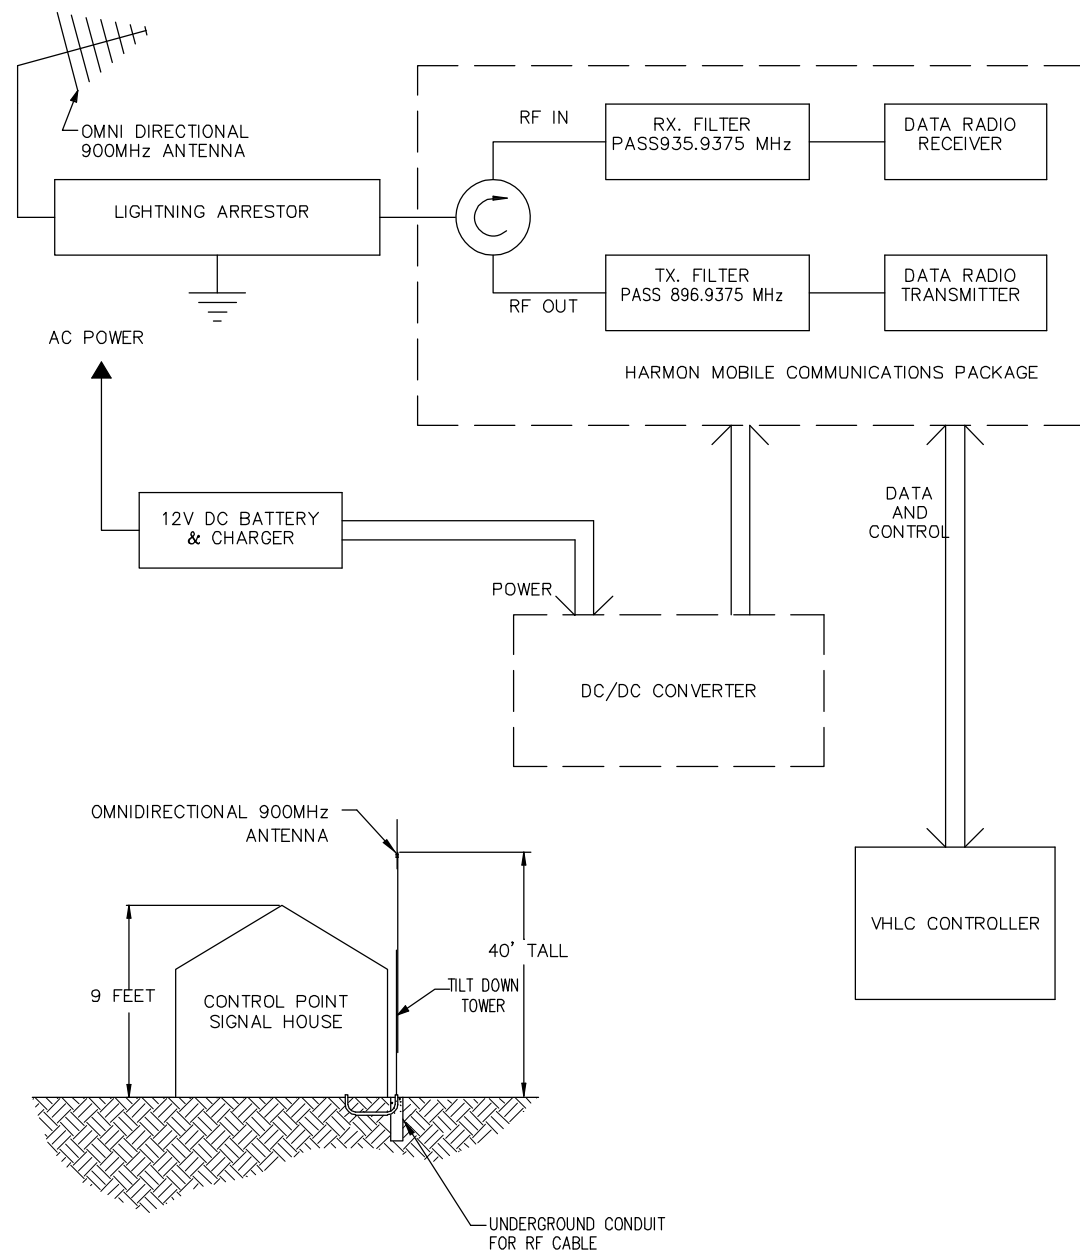 OMNI DIRECTIONAL
900MHz ANTENNA
LIGHTNING ARRESTOR
RF IN
RX. FILTER
PASS935.9375 MHz
DATA RADIO
RECEIVER
RF OUT
TX. FILTER
PASS 896.9375 MHz
DATA RADIO
TRANSMITTER
HARMON MOBILE COMMUNICATIONS PACKAGE
AC POWER
12V DC BATTERY
& CHARGER
POWER
DATA
AND
CONTROL
DC/DC CONVERTER
VHLC CONTROLLER
OMNIDIRECTIONAL 900MHz
ANTENNA
40' TALL
9 FEET
CONTROL POINT
SIGNAL HOUSE
TILT DOWN
TOWER
UNDERGROUND CONDUIT
FOR RF CABLE